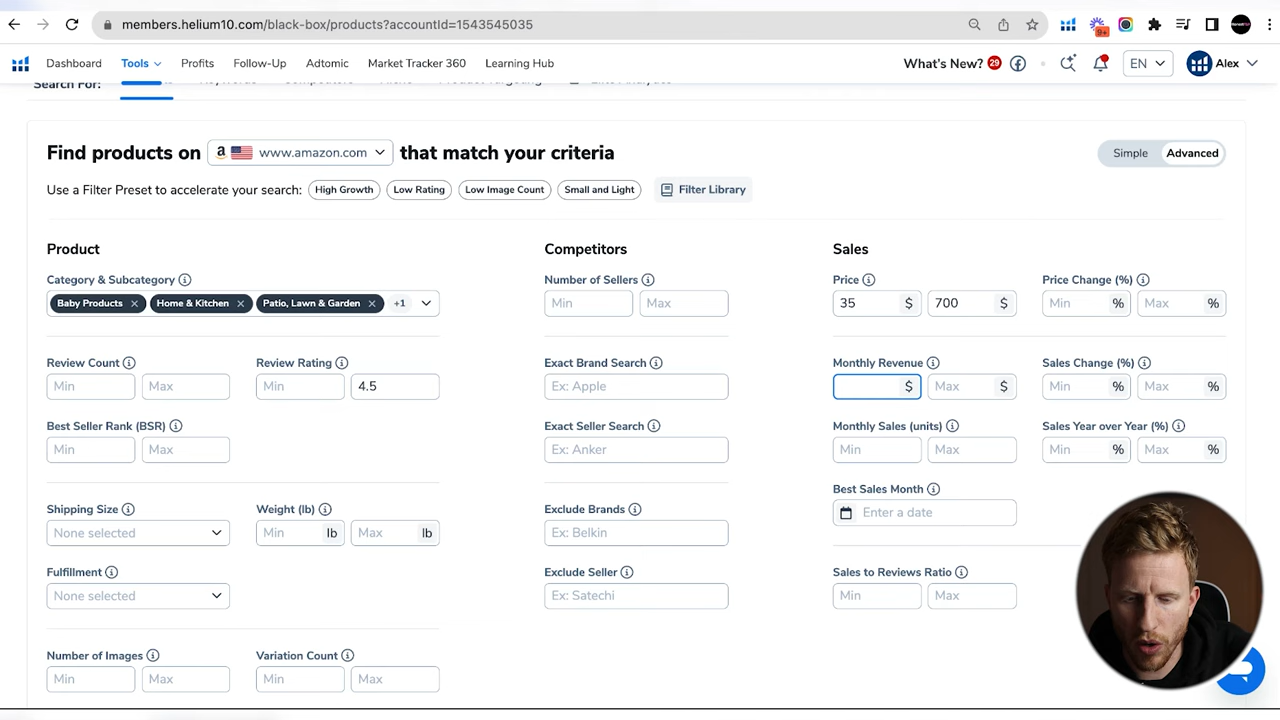 members.helium10.com/black-box/products?accountId=1543545035
9+
Dashboard Tools Profits Follow-Up Adtomic Market Tracker 360 Learning Hub What's New? 29 EN Alex
Search For:
Find products on a www.amazon.com that match your criteria Simple Advanced
Use a Filter Preset to accelerate your search: High Growth Low Rating Low Image Count Small and Light Filter Library
Product Competitors Sales
Category & Subcategory Number of Sellers Price Price Change (%)
Baby Products Home & Kitchen Patio, Lawn & Garden +1 Min Max 35 $ 700 $ Min % Max %
Review Count Review Rating Exact Brand Search Monthly Revenue Sales Change (%)
Min Max Min 4.5 Ex: Apple $ Max $ Min % Max %
Best Seller Rank (BSR) Exact Seller Search Monthly Sales (units) Sales Year over Year (%)
Min Max Ex: Anker Min Max Min % Max %
Best Sales Month
Enter a date
Shipping Size Weight (lb) Exclude Brands
None selected Min lb Max lb Ex: Belkin
Fulfillment Exclude Seller Sales to Reviews Ratio
None selected Ex: Satechi Min Max
Number of Images Variation Count
Min Max Min Max